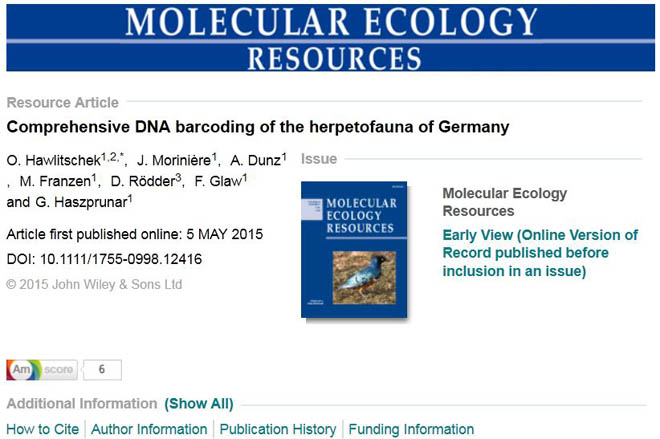 MOLECULAR ECOLOGY
RESOURCES
Resource Article
Comprehensive DNA barcoding of the herpetofauna of Germany
O. Hawlitschek1,2,*, J. Morinière1, A. Dunz1
, M. Franzen1, D. Rödder3, F. Glaw1
and G. Haszprunar1
Article first published online: 5 MAY 2015
DOI: 10.1111/1755-0998.12416
© 2015 John Wiley & Sons Ltd
Issue
MOLECULAR
ECOLOGY
RESOURCES
Molecular Ecology
Resources
Early View (Online Version of
Record published before
inclusion in an issue)
Am score 6
Additional Information (Show All)
How to Cite Author Information Publication History Funding Information